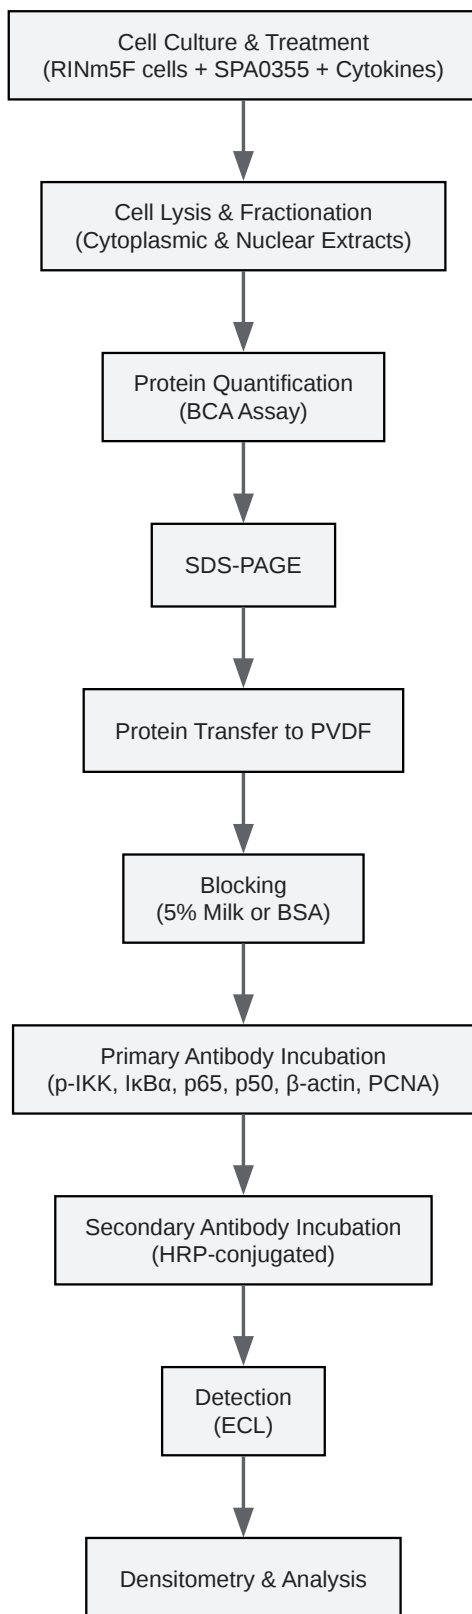 Cell Culture & Treatment
(RINm5F cells + SPA0355 + Cytokines)
Cell Lysis & Fractionation
(Cytoplasmic & Nuclear Extracts)
Protein Quantification
(BCA Assay)
SDS-PAGE
Protein Transfer to PVDF
Blocking
(5% Milk or BSA)
Primary Antibody Incubation
(p-IKK, IκBα, p65, p50, β-actin, PCNA)
Secondary Antibody Incubation
(HRP-conjugated)
Detection
(ECL)
Densitometry & Analysis